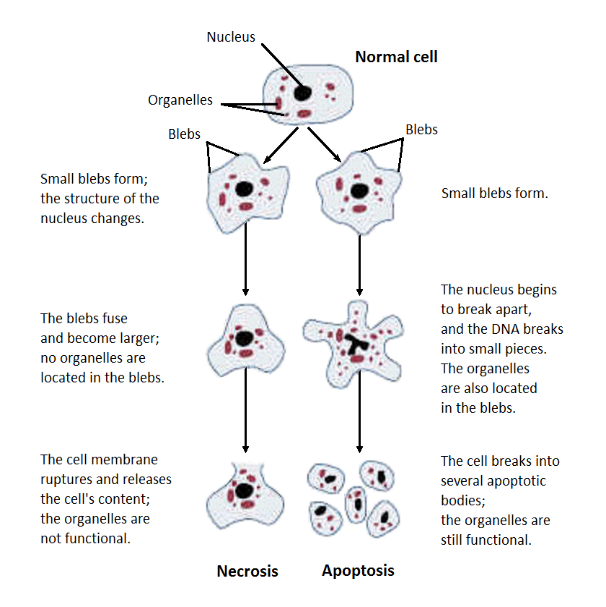 Nucleus
Normal cell
Organelles
Blebs
Blebs
Small blebs form;
the structure of the
nucleus changes.
Small blebs form.
The blebs fuse
and become larger;
no organelles are
located in the blebs.
The nucleus begins
to break apart,
and the DNA breaks
into small pieces.
The organelles
are also located
in the blebs.
The cell membrane
ruptures and releases
the cell's content;
the organelles are
not functional.
The cell breaks into
several apoptotic
bodies;
the organelles are
still functional.
Necrosis
Apoptosis